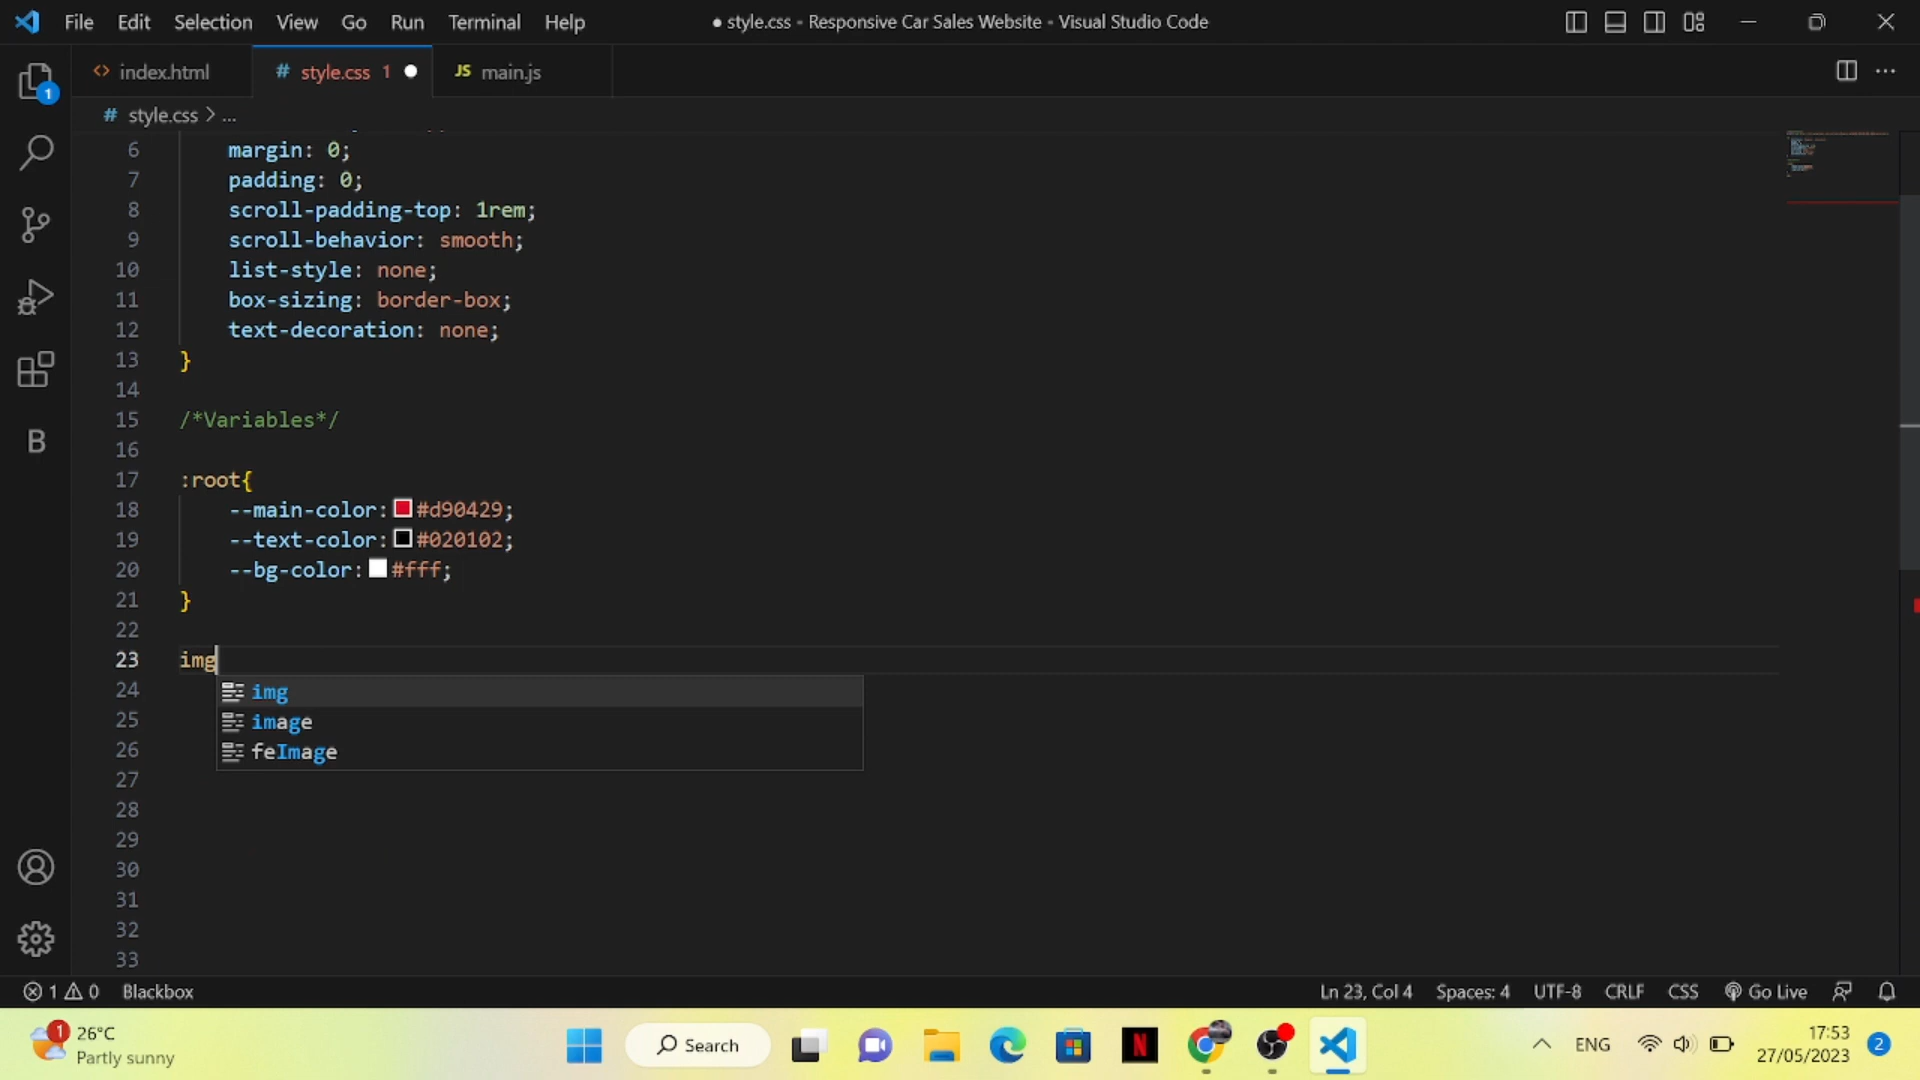 File Edit Selection View Go Run Terminal Help
● style.css - Responsive Car Sales Website - Visual Studio Code
<> index.html # style.css 1 ● JS main.js
# style.css > ...
1
6 margin: 0;
7 padding: 0;
8 scroll-padding-top: 1rem;
9 scroll-behavior: smooth;
10 list-style: none;
11 box-sizing: border-box;
12 text-decoration: none;
13 }
14
15 /*Variables*/
16
17 :root{
18 --main-color: #d90429;
19 --text-color: #020102;
20 --bg-color: #fff;
21 }
22
23 img
24 img
25 image
26 feImage
27
28
29
30
31
32
33
B
1 0 Blackbox Ln 23, Col 4 Spaces: 4 UTF-8 CRLF CSS Go Live
1 26°C
Partly sunny
Search
N
ENG
17:53
27/05/2023
2